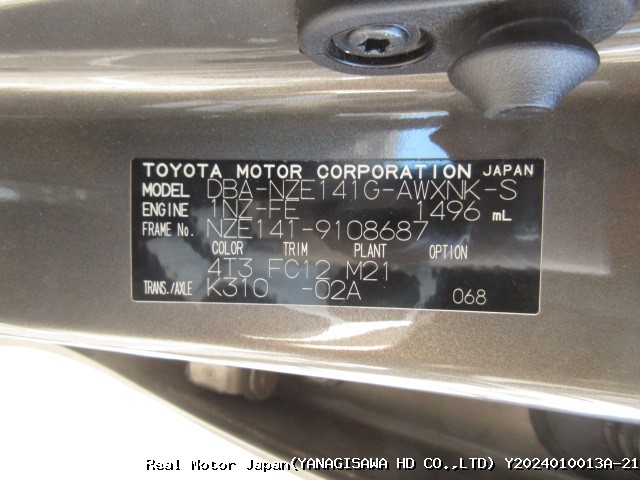 TOYOTA MOTOR CORPORATION JAPAN
MODEL DBA-NZE141G-AWXNK-S
ENGINE 1NZ-FE 1496 mL
FRAME No. NZE141-9108687
COLOR TRIM PLANT OPTION
4T3 FC12 M21
TRANS./AXLE K310 -02A 068
Real Motor Japan(YANAGISAWA HD CO.,LTD) Y2024010013A-21